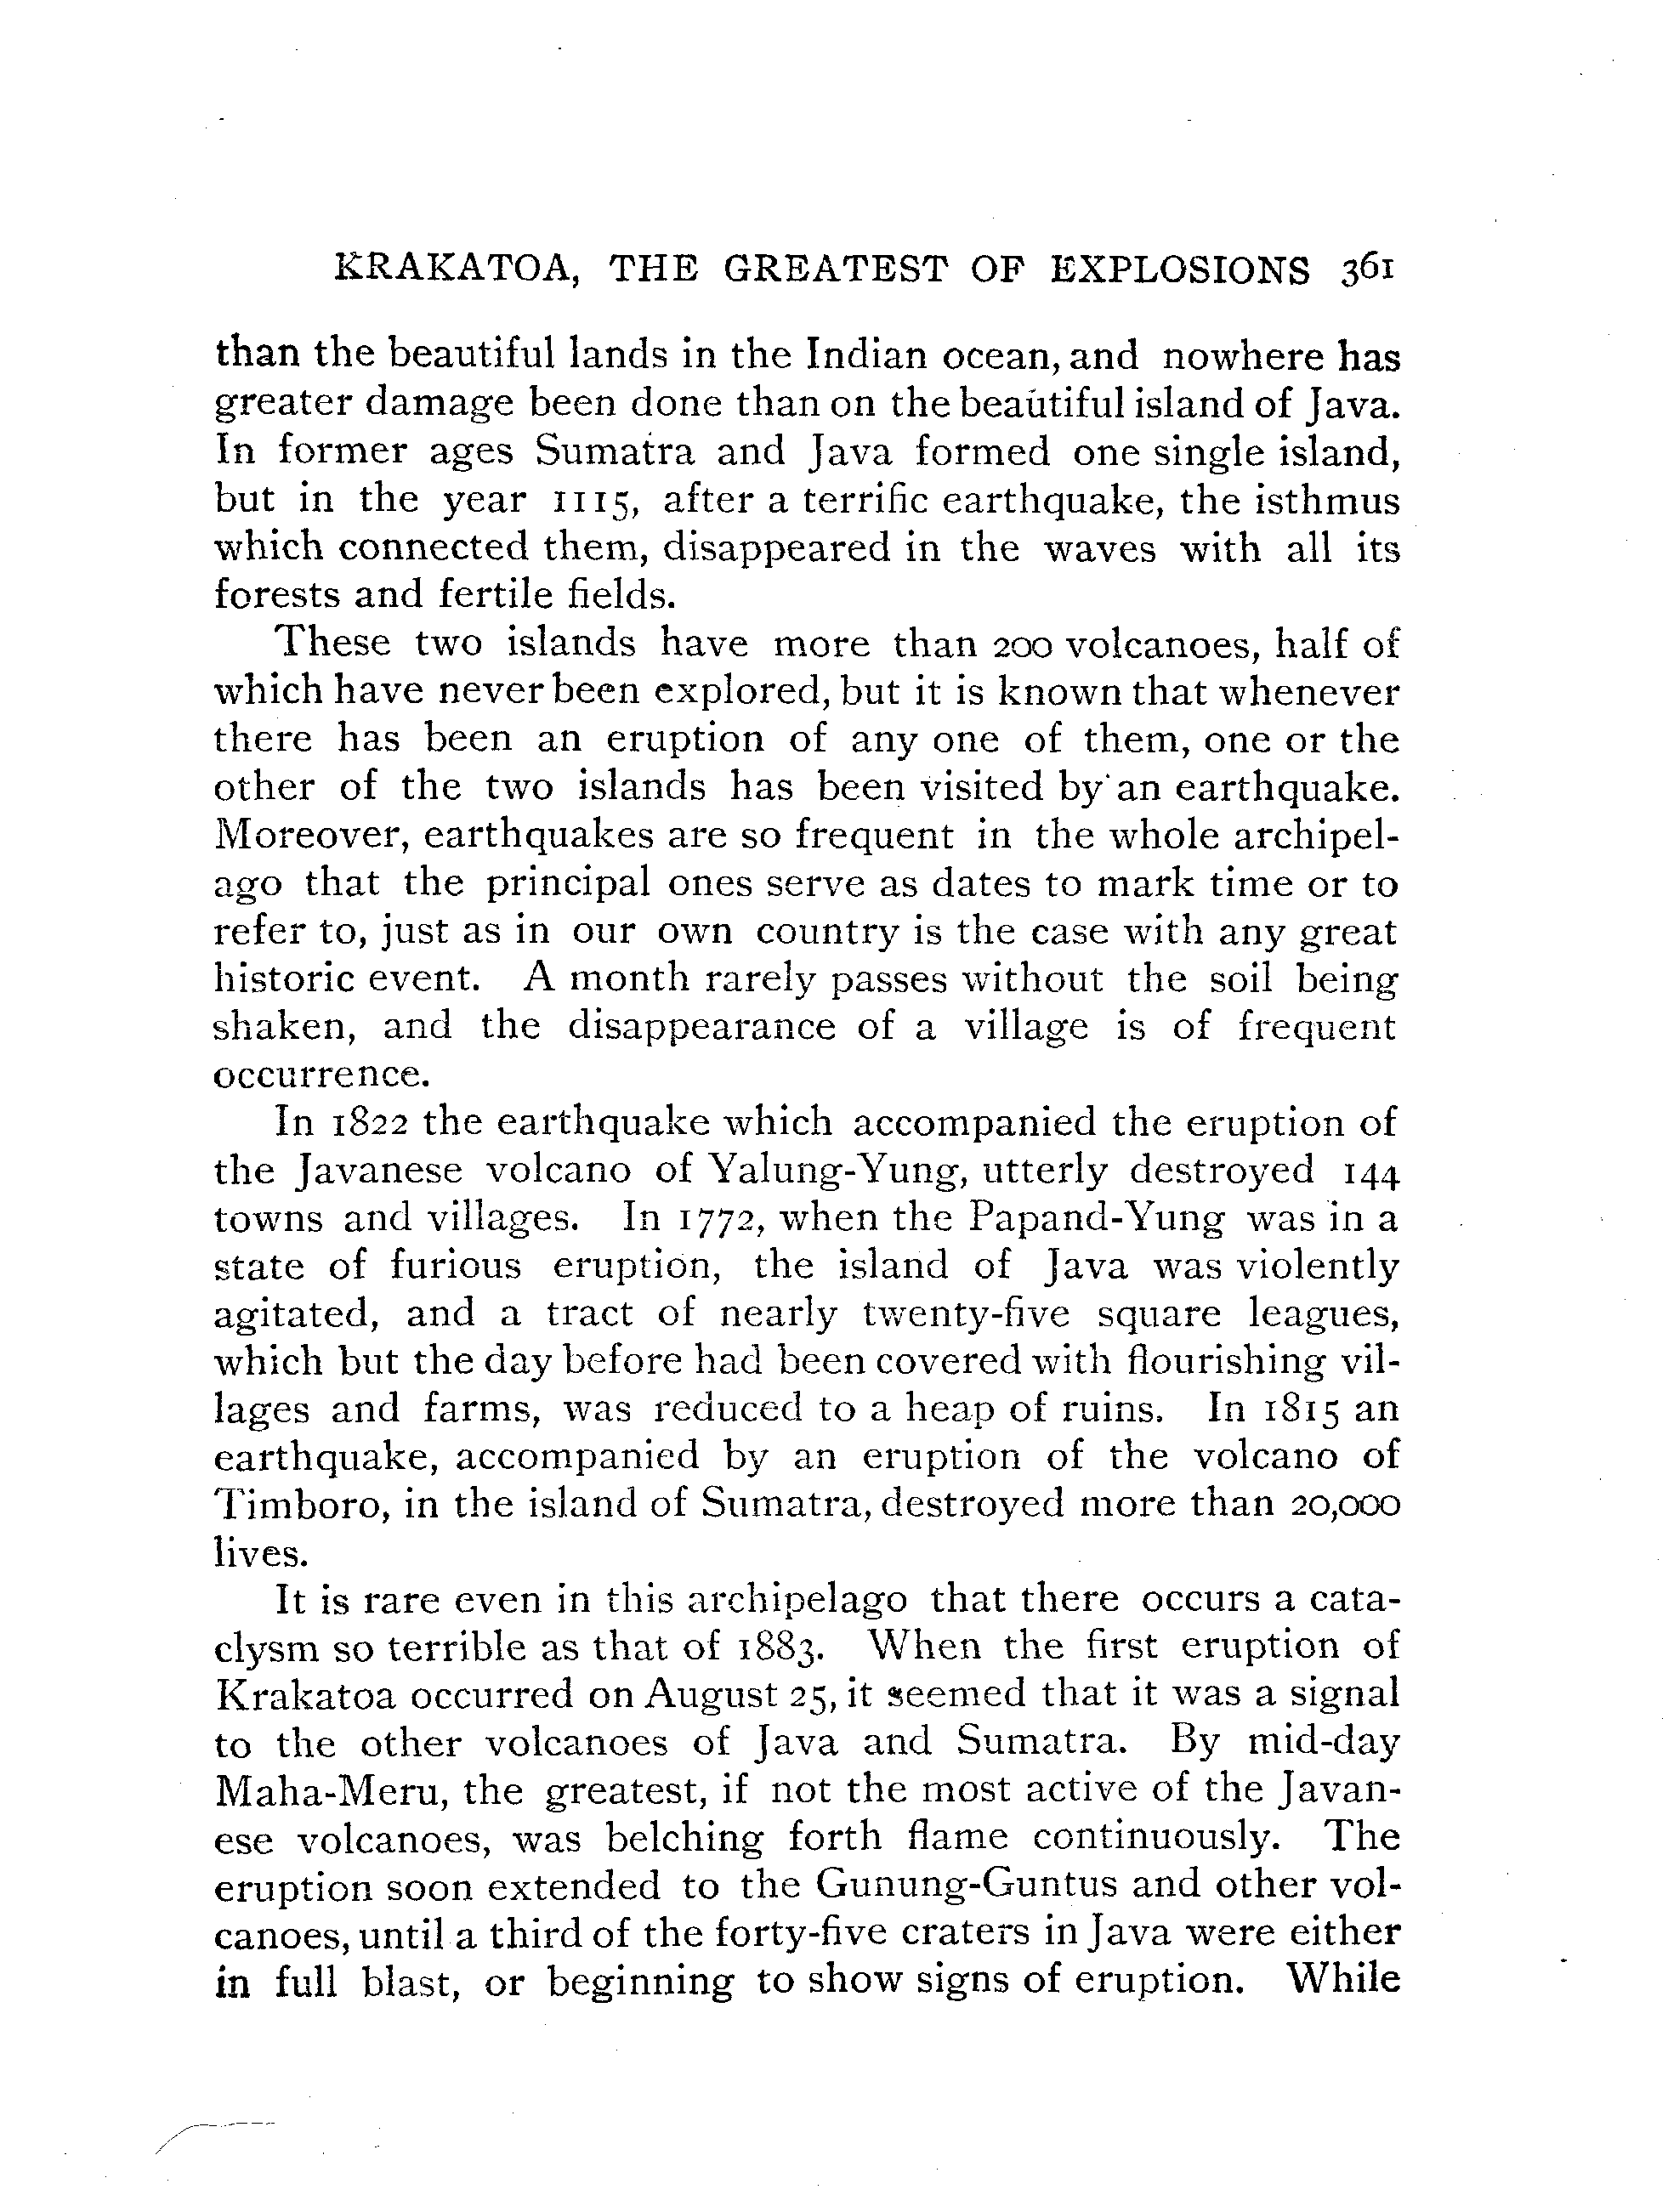 KRAKATOA, THE GREATEST OF EXPLOSIONS 361
than the beautiful lands in the Indian ocean, and nowhere has
greater damage been done than on the beautiful island of Java.
In former ages Sumatra and Java formed one single island,
but in the year 1115, after a terrific earthquake, the isthmus
which connected them, disappeared in the waves with all its
forests and fertile fields.
These two islands have more than 200 volcanoes, half of
which have never been explored, but it is known that whenever
there has been an eruption of any one of them, one or the
other of the two islands has been visited by an earthquake.
Moreover, earthquakes are so frequent in the whole archipel-
ago that the principal ones serve as dates to mark time or to
refer to, just as in our own country is the case with any great
historic event. A month rarely passes without the soil being
shaken, and the disappearance of a village is of frequent
occurrence.
In 1822 the earthquake which accompanied the eruption of
the Javanese volcano of Yalung-Yung, utterly destroyed 144
towns and villages. In 1772, when the Papand-Yung was in a
state of furious eruption, the island of Java was violently
agitated, and a tract of nearly twenty-five square leagues,
which but the day before had been covered with flourishing vil-
lages and farms, was reduced to a heap of ruins. In 1815 an
earthquake, accompanied by an eruption of the volcano of
Timboro, in the island of Sumatra, destroyed more than 20,000
lives.
It is rare even in this archipelago that there occurs a cata-
clysm so terrible as that of 1883. When the first eruption of
Krakatoa occurred on August 25, it seemed that it was a signal
to the other volcanoes of Java and Sumatra. By mid-day
Maha-Meru, the greatest, if not the most active of the Javan-
ese volcanoes, was belching forth flame continuously. The
eruption soon extended to the Gunung-Guntus and other vol-
canoes, until a third of the forty-five craters in Java were either
in full blast, or beginning to show signs of eruption. While